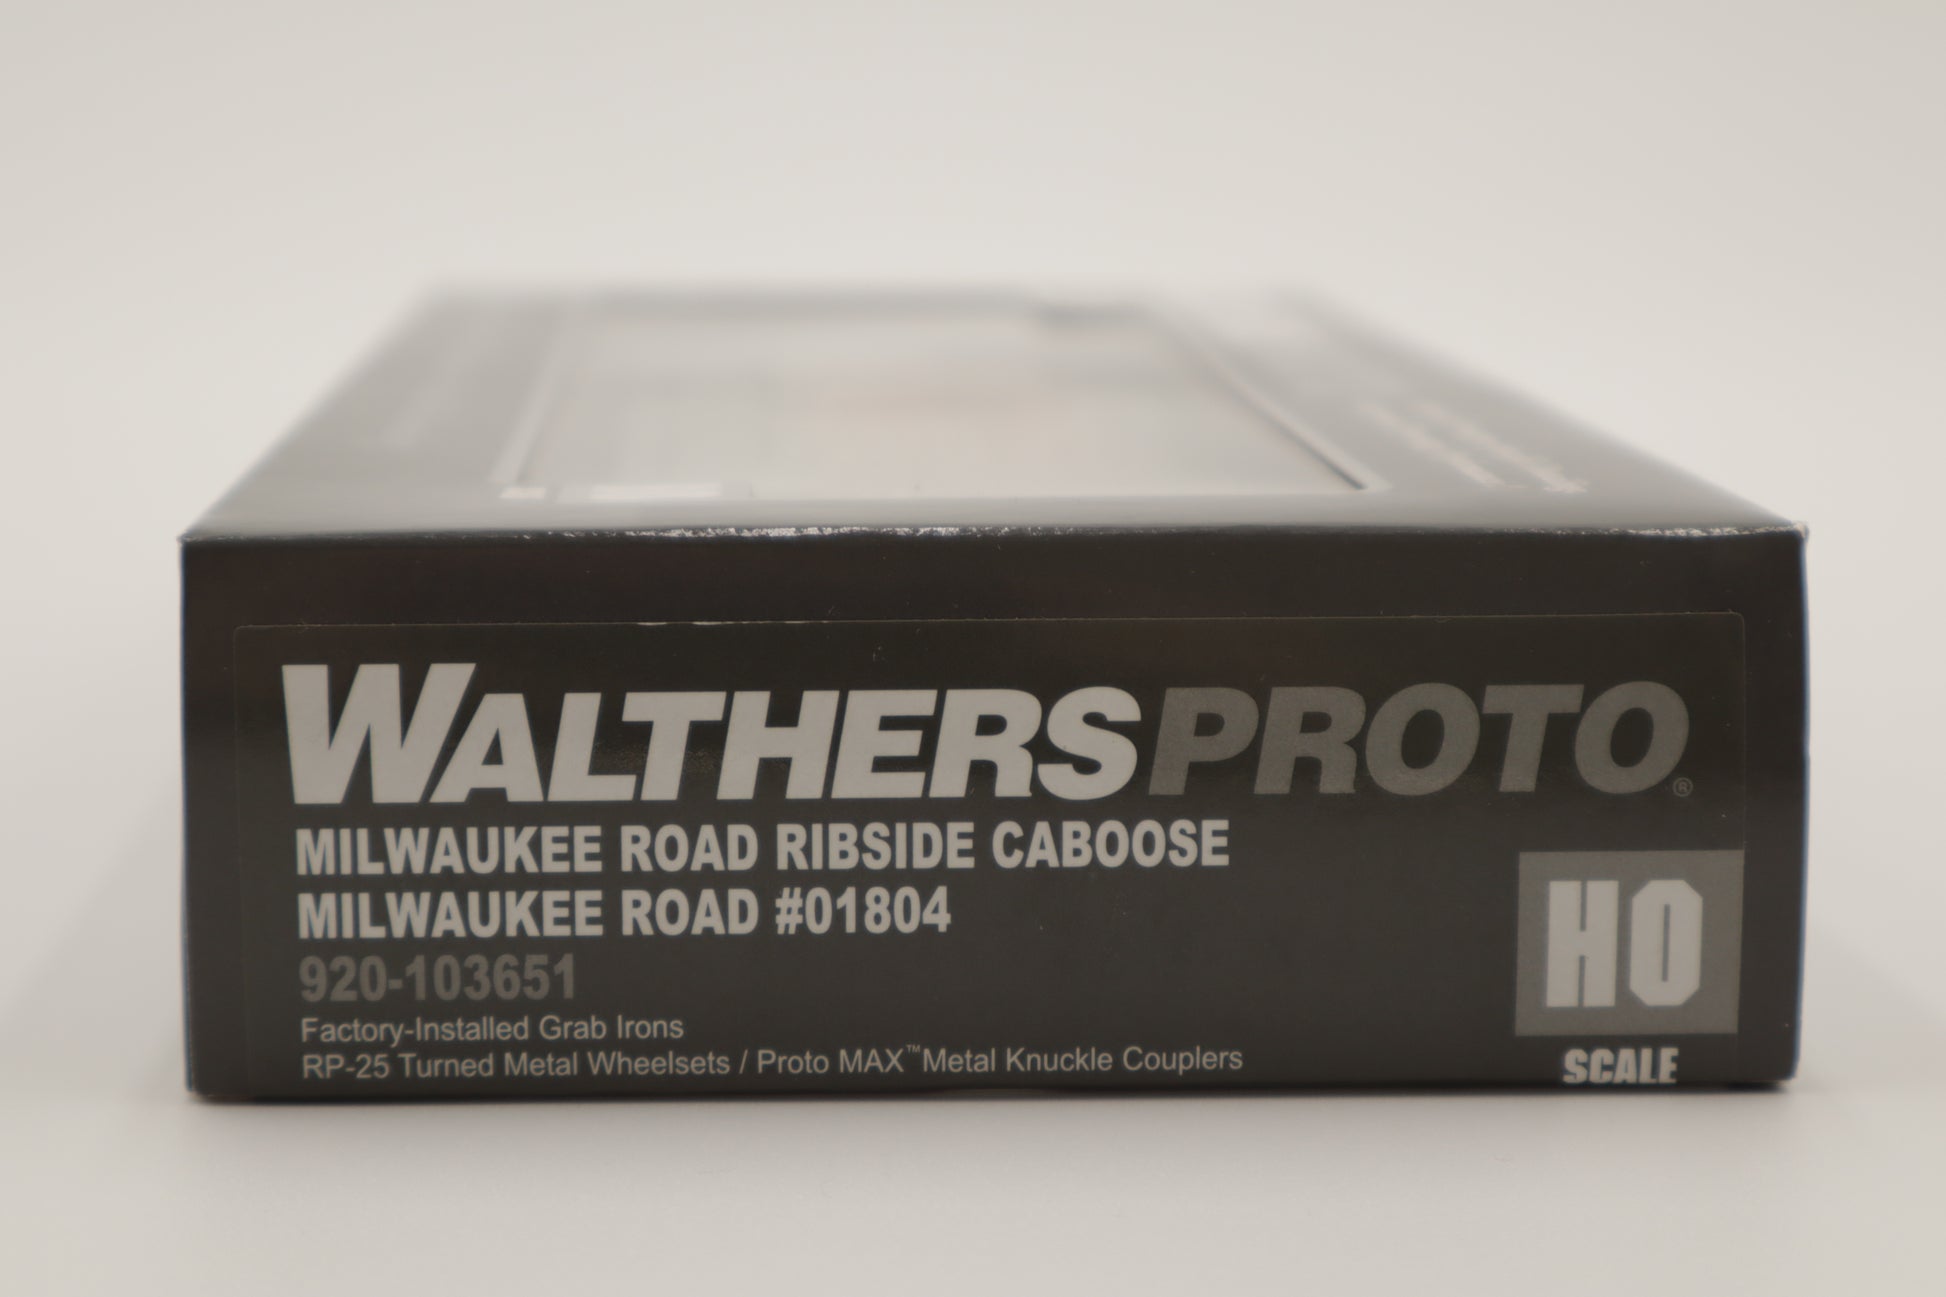 WALTHERSPROTO®
MILWAUKEE ROAD RIBSIDE CABOOSE
MILWAUKEE ROAD #01804
920-103651
Factory-Installed Grab Irons
RP-25 Turned Metal Wheelsets / Proto MAX™ Metal Knuckle Couplers
HO
SCALE